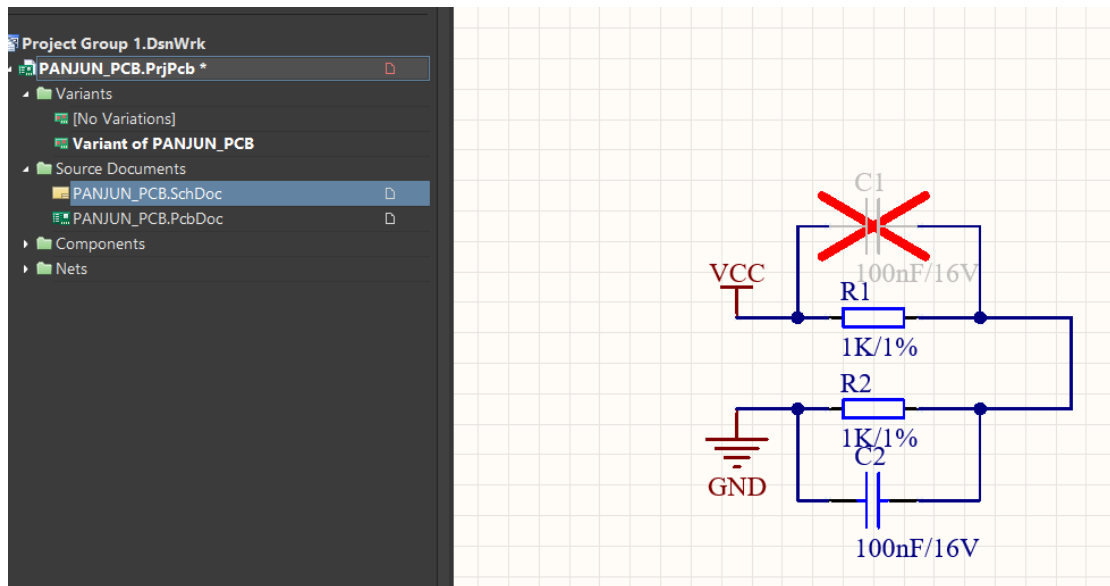 Project Group 1.DsnWrk
PANJUN_PCB.PrjPcb *
Variants
[No Variations]
Variant of PANJUN_PCB
Source Documents
PANJUN_PCB.SchDoc
PANJUN_PCB.PcbDoc
Components
Nets
C1
100nF/16V
VCC
R1
1K/1%
R2
1K/1%
C2
GND
100nF/16V